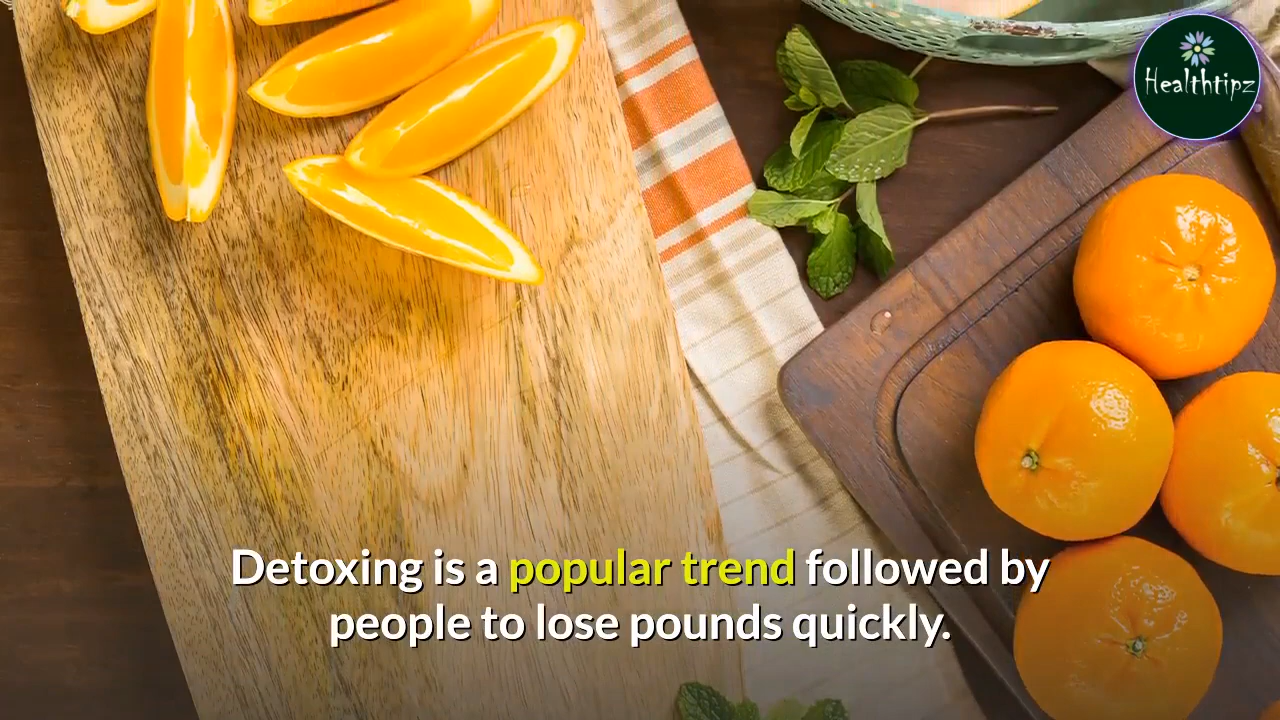 Healthtipz
Detoxing is a popular trend followed by
people to lose pounds quickly.